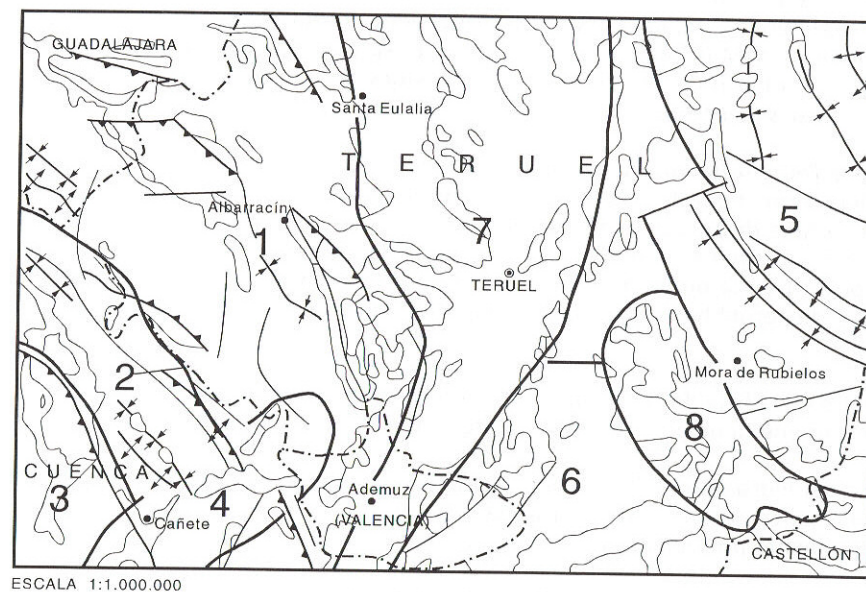 GUADALAJARA
Santa Eulalia
TERUEL
Albarracín
1
7
5
TERUEL
Mora de Rubielos
2
8
CUENCA
3
4
6
Ademuz
(VALENCIA)
Cañete
CASTELLÓN
ESCALA 1:1.000.000